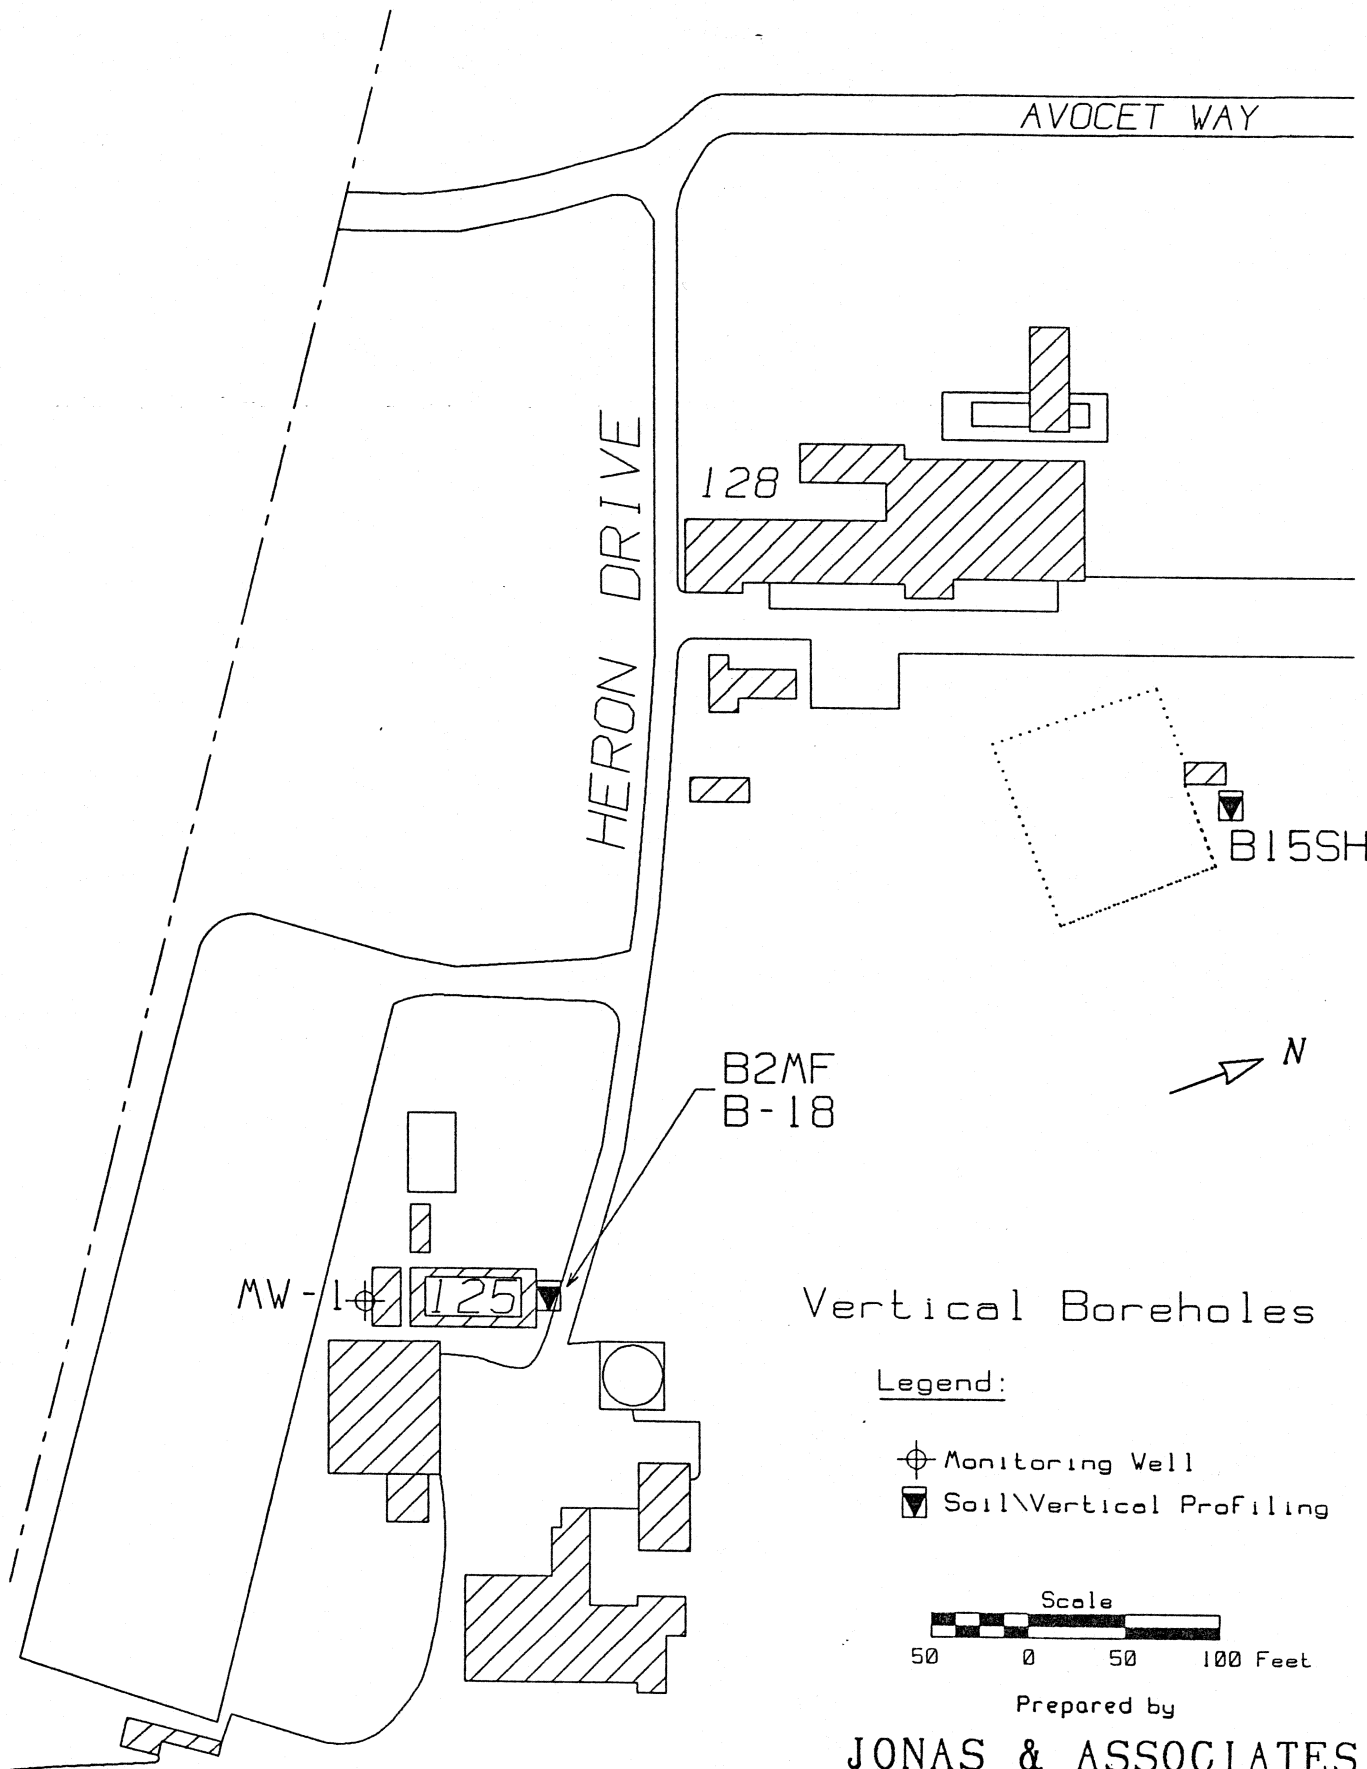 AVOCET WAY
HERON DRIVE
128
B15SH
N
B2MF
B-18
MW-1
125
Vertical Boreholes
Legend:
Monitoring Well
Soil\Vertical Profiling
Scale
50 0 50 100 Feet
Prepared by
JONAS & ASSOCIATES